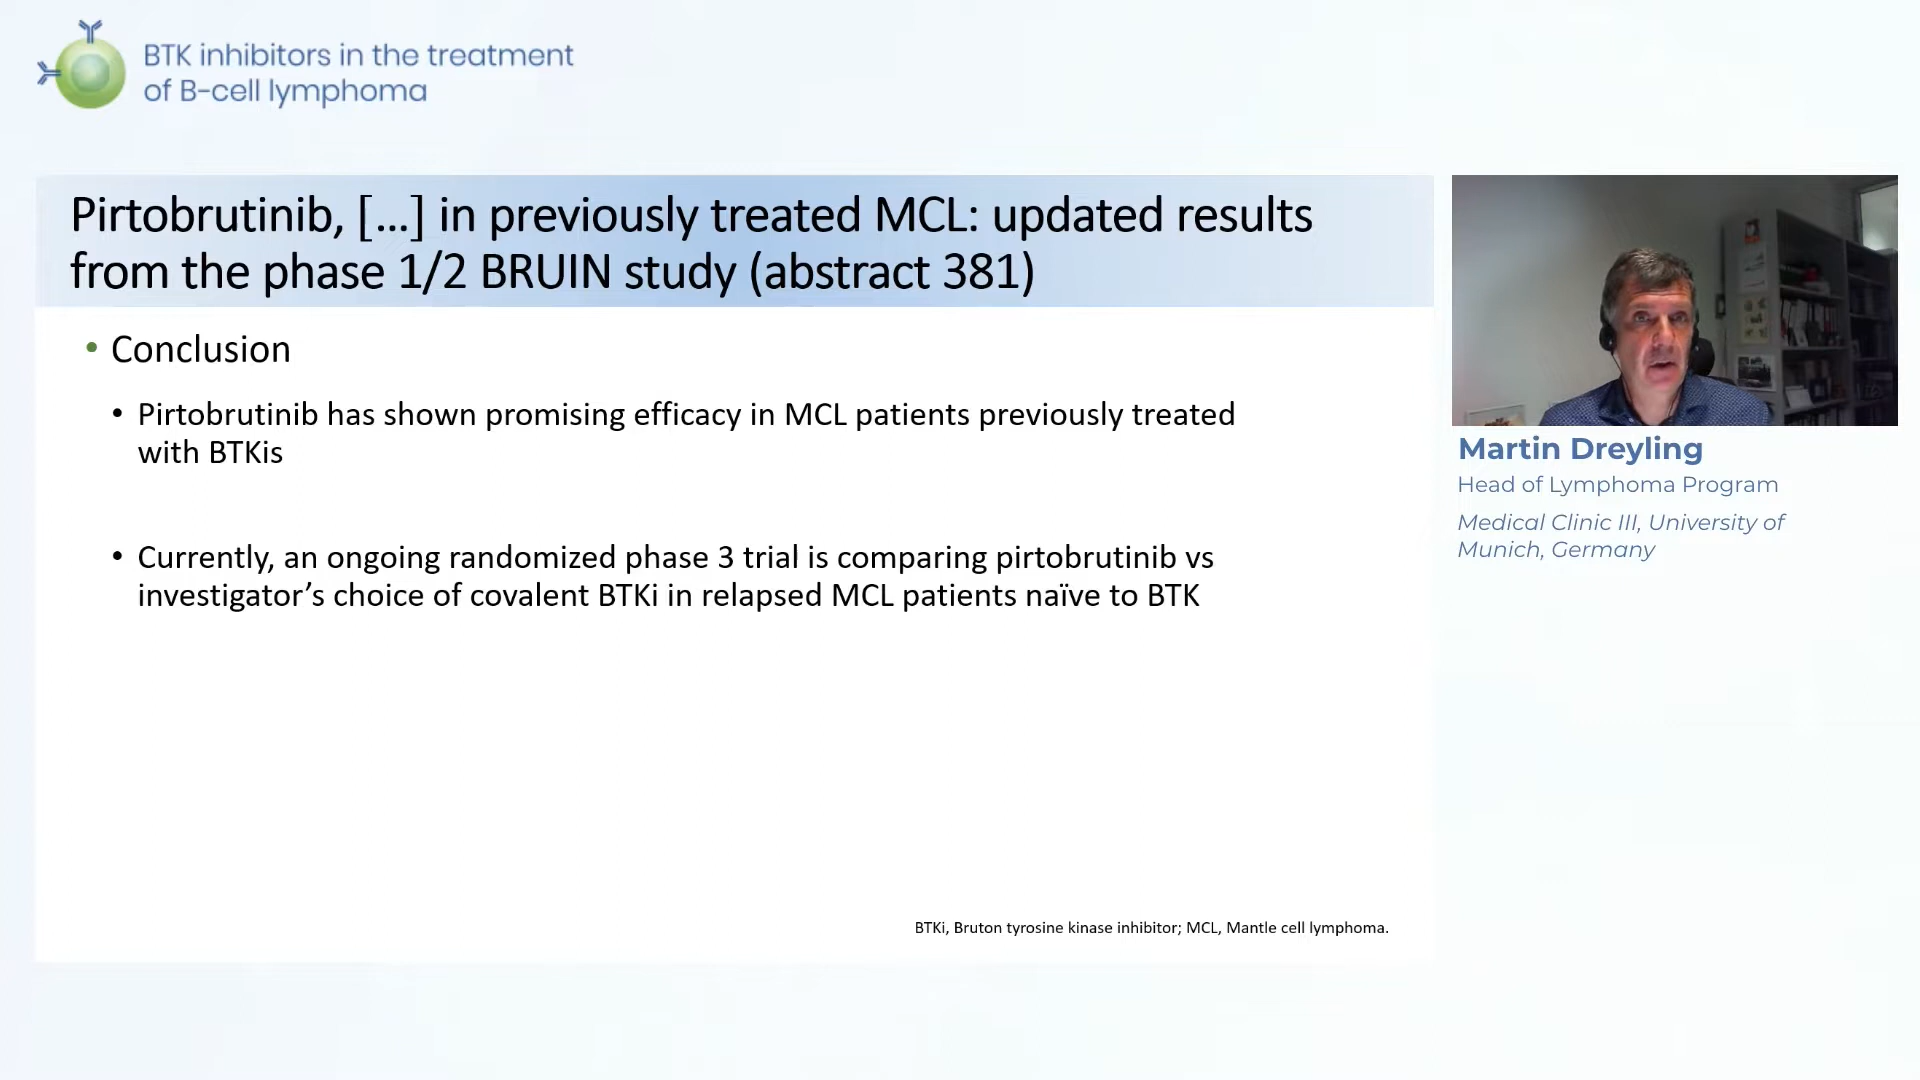 BTK inhibitors in the treatment
of B-cell lymphoma
Pirtobrutinib, [...] in previously treated MCL: updated results
from the phase 1/2 BRUIN study (abstract 381)
• Conclusion
• Pirtobrutinib has shown promising efficacy in MCL patients previously treated
with BTKis
• Currently, an ongoing randomized phase 3 trial is comparing pirtobrutinib vs
investigator’s choice of covalent BTKi in relapsed MCL patients naïve to BTK
BTKi, Bruton tyrosine kinase inhibitor; MCL, Mantle cell lymphoma.
Martin Dreyling
Head of Lymphoma Program
Medical Clinic III, University of
Munich, Germany